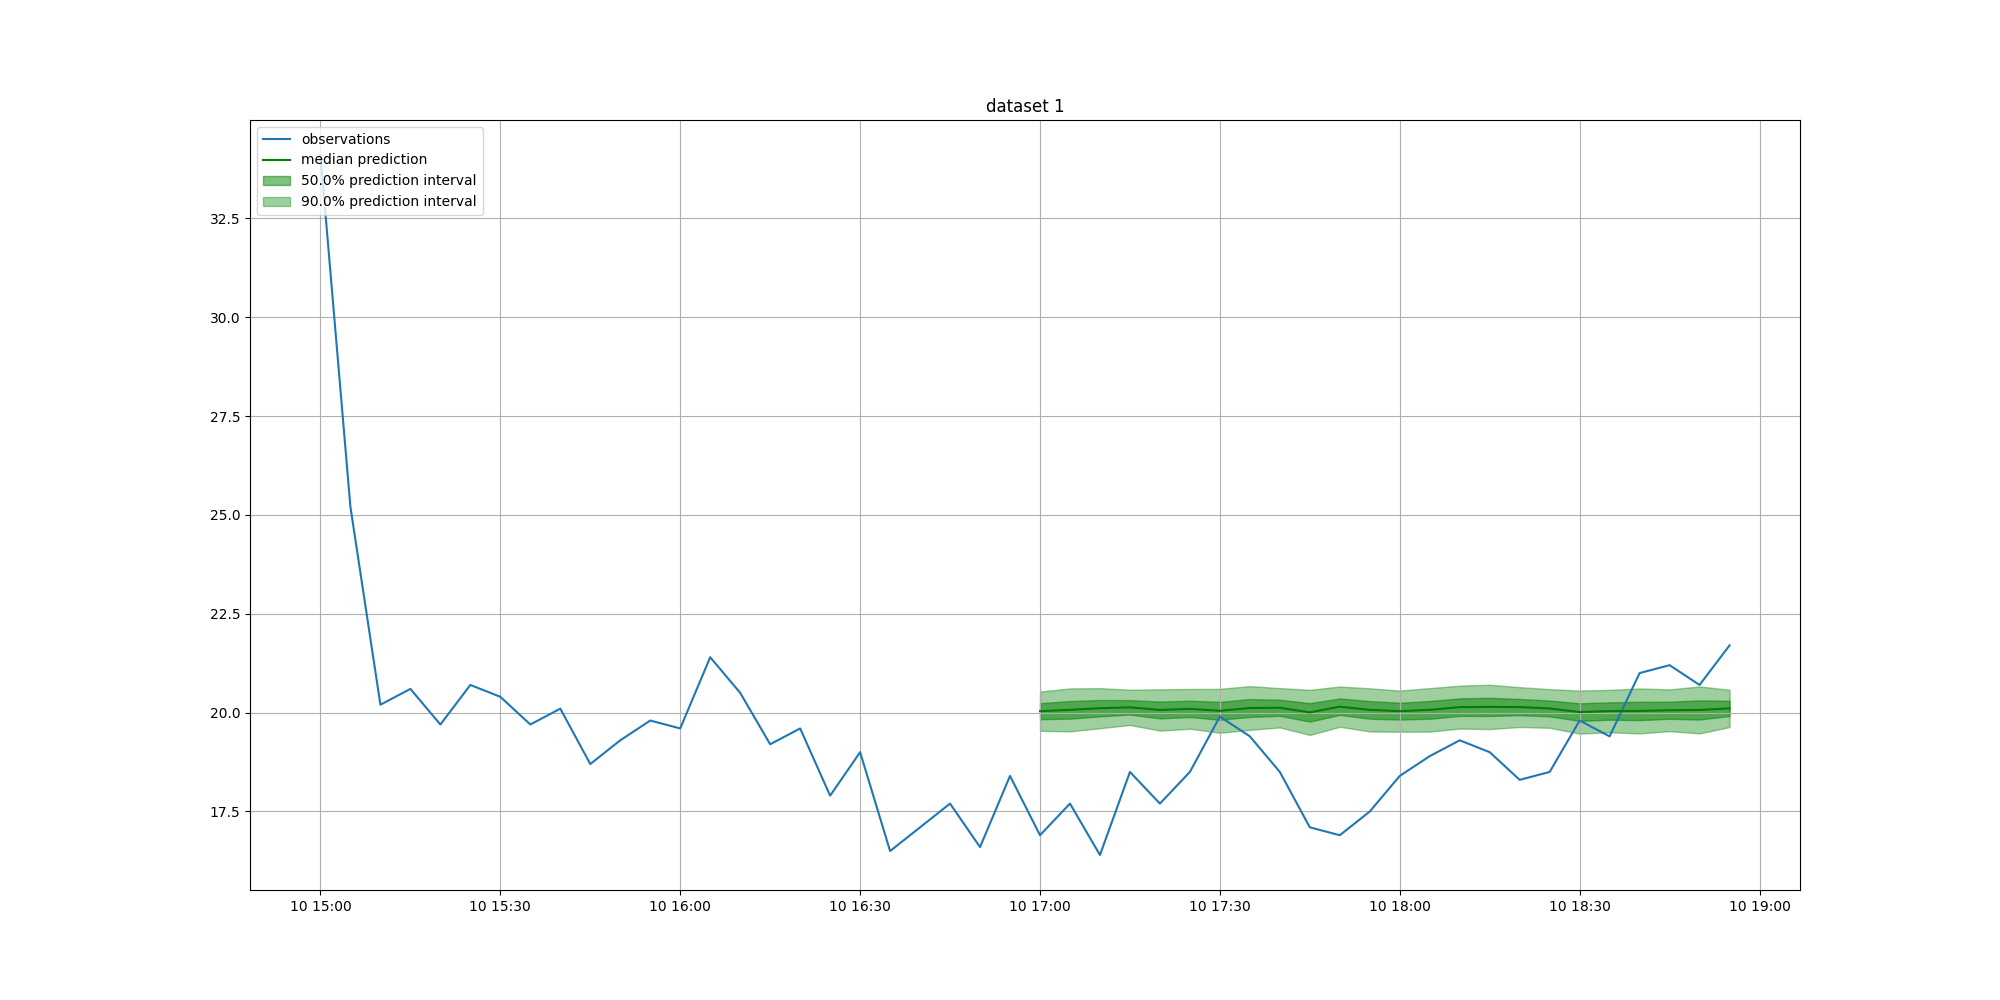 dataset 1
observations
median prediction
50.0% prediction interval
90.0% prediction interval
32.5
30.0
27.5
25.0
22.5
20.0
17.5
10 15:00 10 15:30 10 16:00 10 16:30 10 17:00 10 17:30 10 18:00 10 18:30 10 19:00